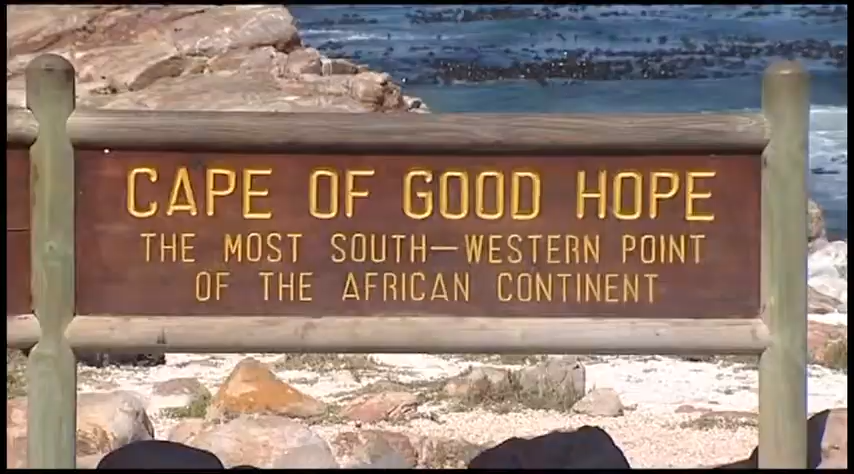 CAPE OF GOOD HOPE
THE MOST SOUTH-WESTERN POINT
OF THE AFRICAN CONTINENT